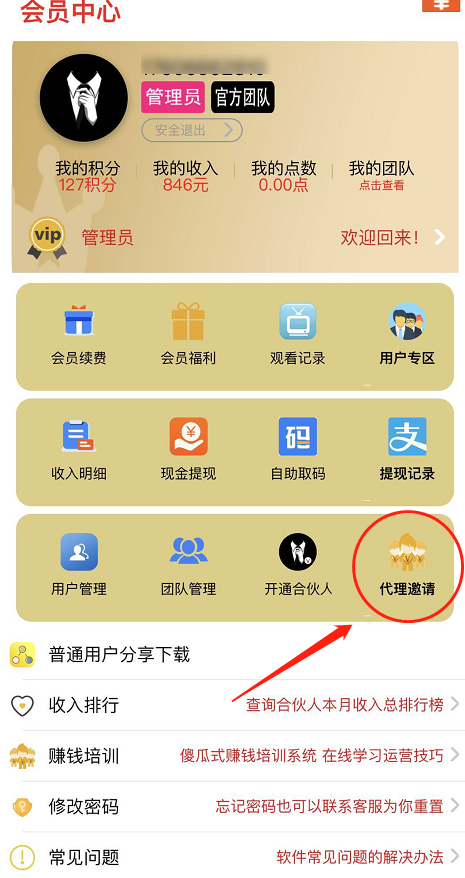 会员中心
管理员 官方团队
安全退出
我的积分 我的收入 我的点数 我的团队
127积分 846元 0.00点 点击查看
vip 管理员 欢迎回来!
会员续费 会员福利 观看记录 用户专区
码
收入明细 现金提现 自助取码 提现记录
用户管理 团队管理 开通合伙人 代理邀请
普通用户分享下载
收入排行 查询合伙人本月收入总排行榜
赚钱培训 傻瓜式赚钱培训系统 在线学习运营技巧
修改密码 忘记密码也可以联系客服为你重置
常见问题 软件常见问题的解决办法